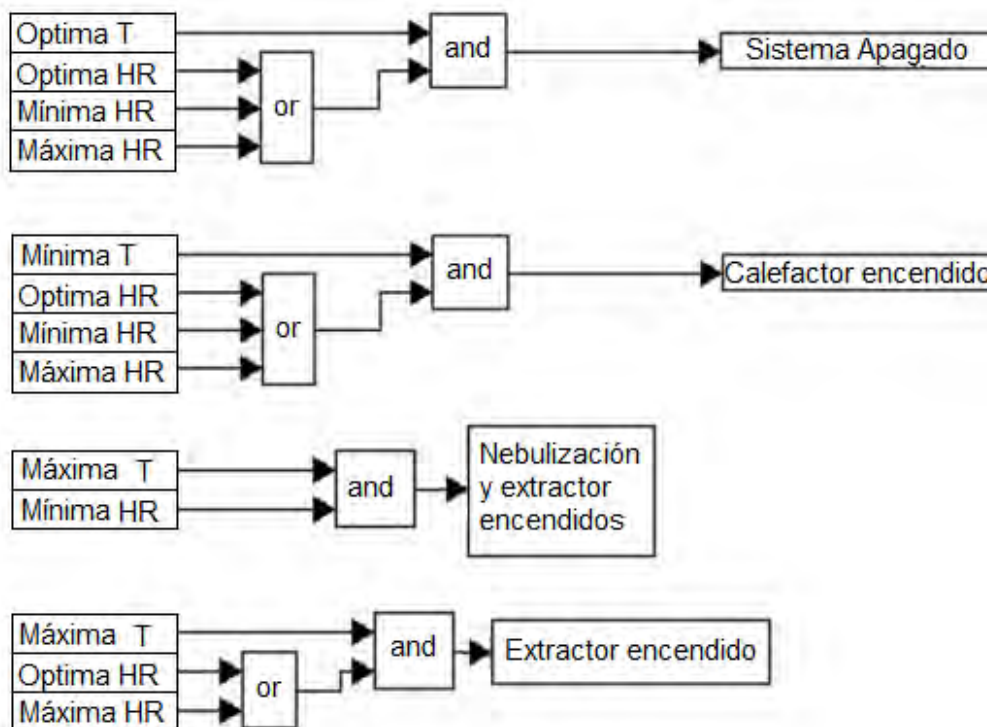 Optima T
Optima HR
Mínima HR
Máxima HR
or
and
Sistema Apagado
Mínima T
Optima HR
Mínima HR
Máxima HR
or
and
Calefactor encendido
Máxima T
Mínima HR
and
Nebulización
y extractor
encendidos
Máxima T
Optima HR
Máxima HR
or
and
Extractor encendido